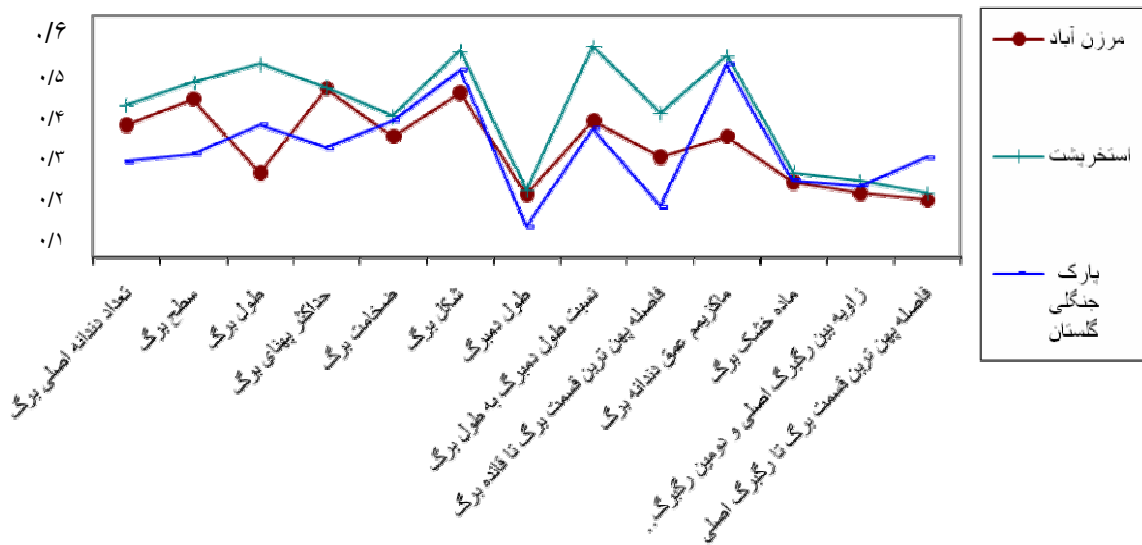 ۰/۶
۰/۵
۰/۴
۰/۳
۰/۲
۰/۱
تعداد دندانه اصلی برگ
سطح برگ
طول برگ
حداکثر پهنای برگ
ضخامت برگ
شکل برگ
طول دمبرگ
نسبت طول دمبرگ به طول برگ
فاصله پهن ترین قسمت برگ تا قائده برگ
ماکزیمم عمق دندانه برگ
ماده خشک برگ
زاویه بین رگبرگ اصلی و دومین رگبرگ..
فاصله پهن ترین قسمت برگ تا رگبرگ اصلی
مرزن آباد
استخرپشت
پارک
جنگلی
گلستان